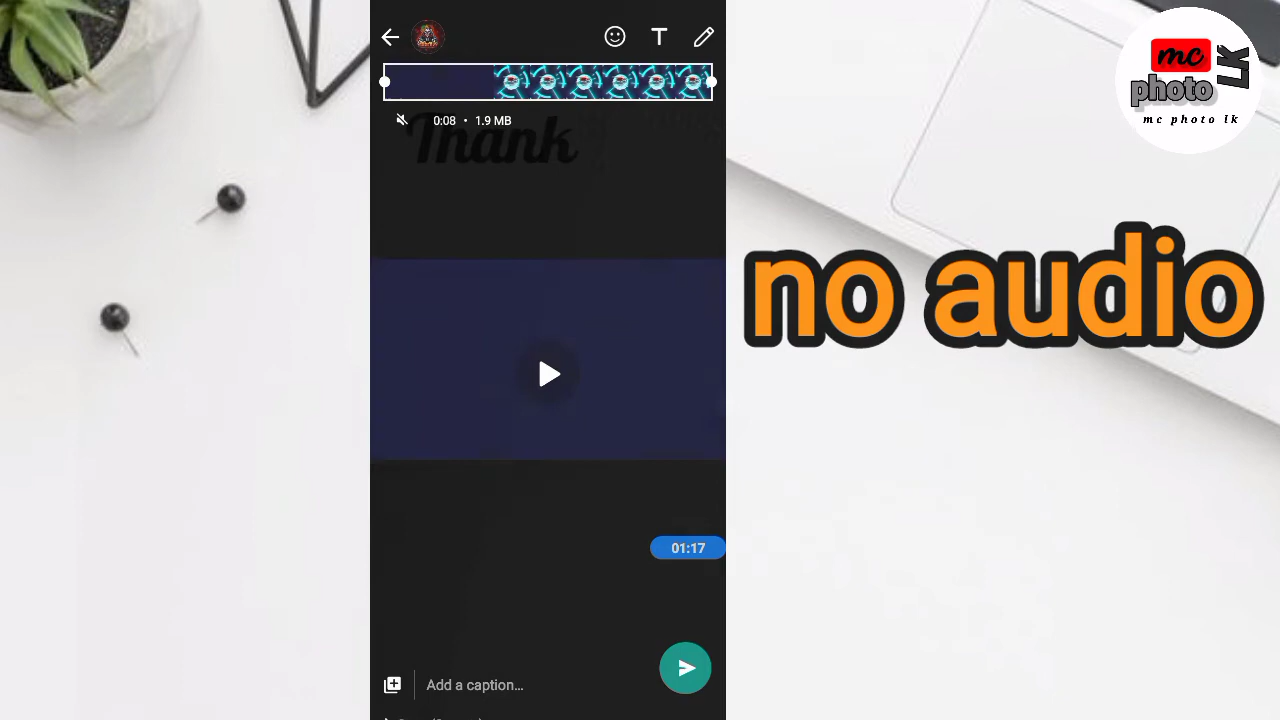 T
0:08 • 1.9 MB
Thank
01:17
Add a caption...
no audio
mc
photo
LK
mc photo lk